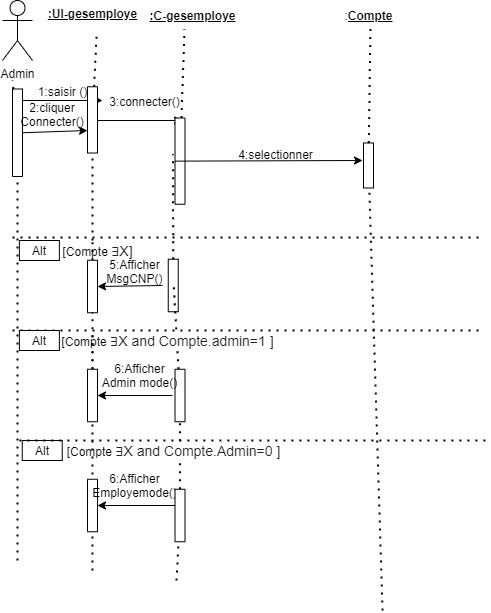 :UI-gesemploye
:C-gesemploye
:Compte
Admin
1:saisir ()
2:cliquer
Connecter()
3:connecter()
4:selectionner
Alt
[Compte ∃X]
5:Afficher
MsgCNP()
Alt
[Compte ∃X and Compte.admin=1 ]
6:Afficher
Admin mode()
Alt
[Compte ∃X and Compte.Admin=0 ]
6:Afficher
Employemode()